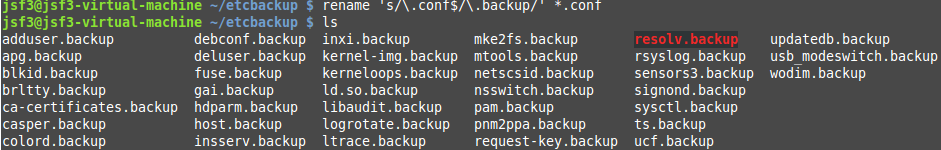 jsf3@jsf3-virtual-machine ~/etcbackup $ rename 's/\.conf$/\.backup/' *.conf
jsf3@jsf3-virtual-machine ~/etcbackup $ ls
adduser.backup debconf.backup inxi.backup mke2fs.backup resolv.backup updatedb.backup
apg.backup deluser.backup kernel-img.backup mtools.backup rsyslog.backup usb_modeswitch.backup
blkid.backup fuse.backup kerneloops.backup netscsid.backup sensors3.backup wodim.backup
brltty.backup gai.backup ld.so.backup nsswitch.backup signond.backup
ca-certificates.backup hdparm.backup libaudit.backup pam.backup sysctl.backup
casper.backup host.backup logrotate.backup pnm2ppa.backup ts.backup
colord.backup insserv.backup ltrace.backup request-key.backup ucf.backup